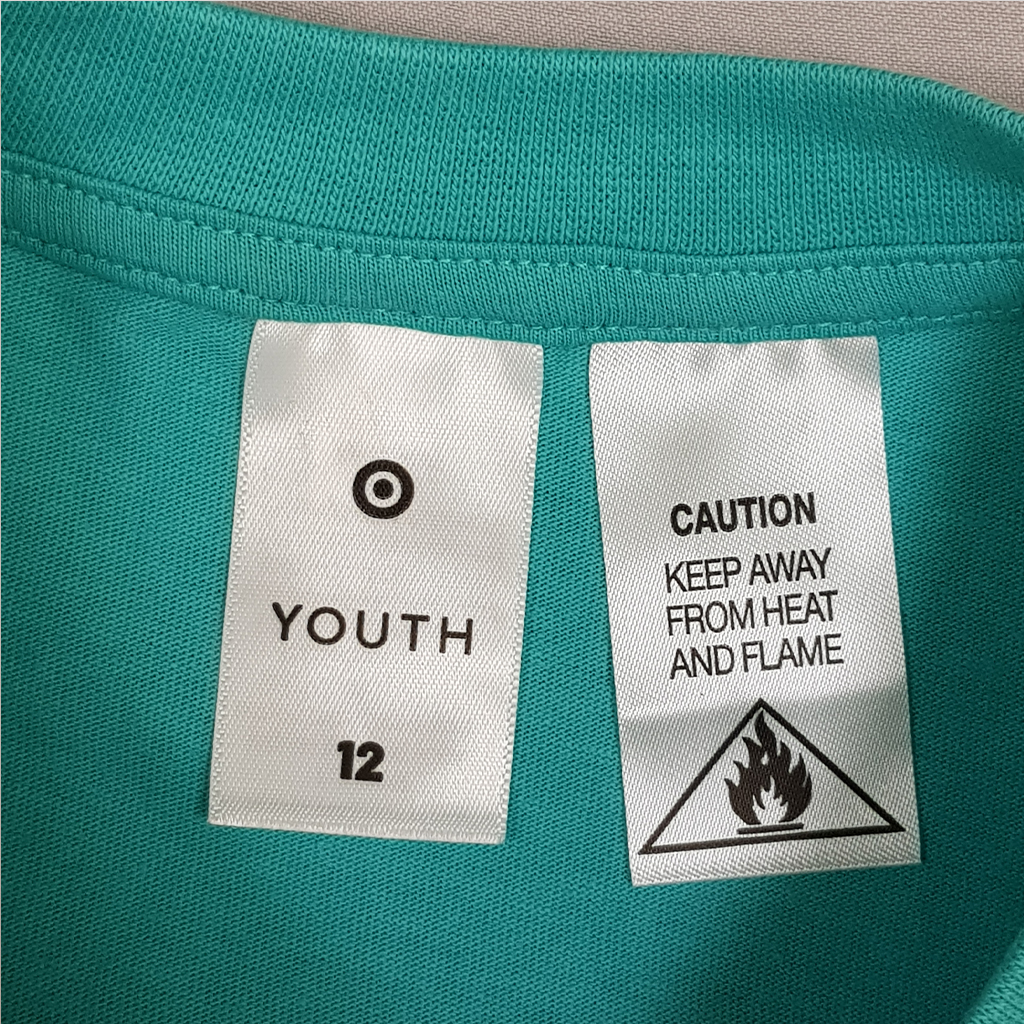 YOUTH
12
CAUTION
KEEP AWAY
FROM HEAT
AND FLAME